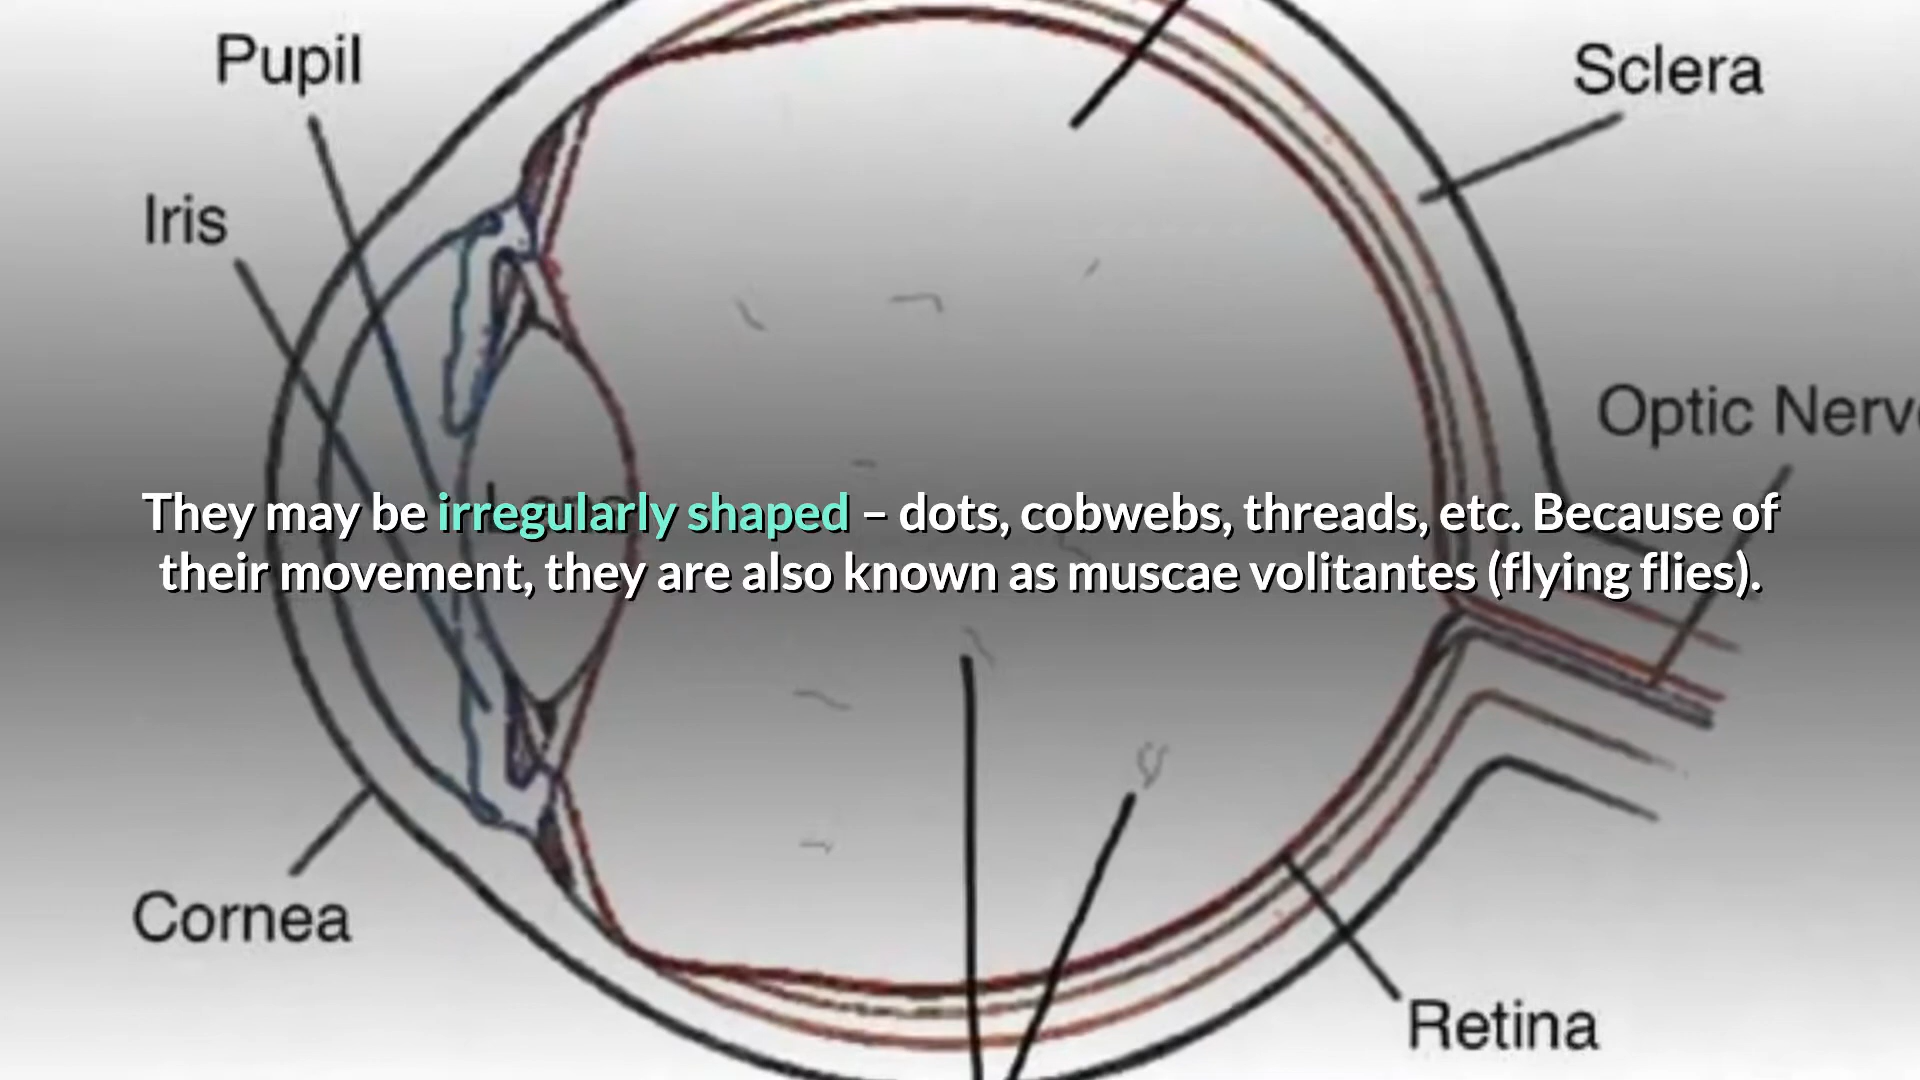 Pupil
Sclera
Iris
Optic Nerve
They may be irregularly shaped – dots, cobwebs, threads, etc. Because of
their movement, they are also known as muscae volitantes (flying flies).
Cornea
Retina